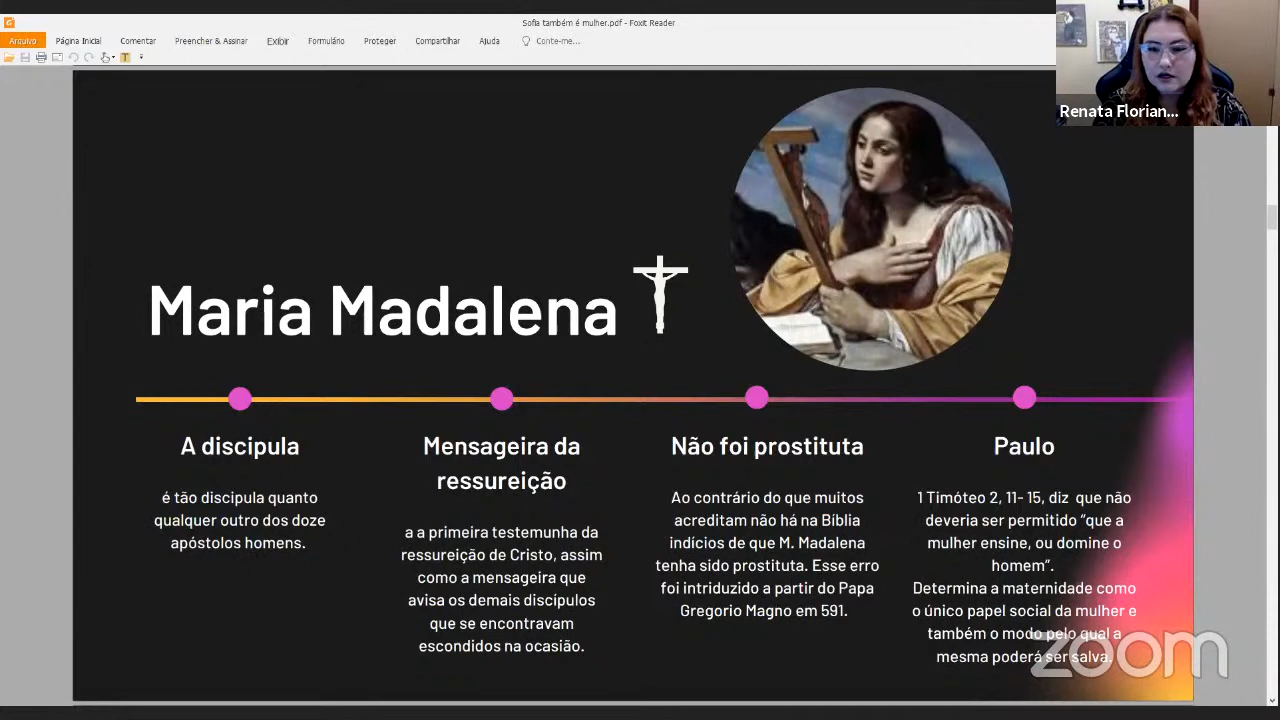 Sofia também é mulher.pdf - Foxit Reader
Arquivo Página Inicial Comentar Preencher & Assinar Exibir Formulário Proteger Compartilhar Ajuda Conte-me...
Renata Florian...
Maria Madalena
A discipula
é tão discipula quanto
qualquer outro dos doze
apóstolos homens.
Mensageira da
ressureição
a a primeira testemunha da
ressureição de Cristo, assim
como a mensageira que
avisa os demais discípulos
que se encontravam
escondidos na ocasião.
Não foi prostituta
Ao contrário do que muitos
acreditam não há na Bíblia
indícios de que M. Madalena
tenha sido prostituta. Esse erro
foi intriduzido a partir do Papa
Gregorio Magno em 591.
Paulo
1 Timóteo 2, 11- 15, diz que não
deveria ser permitido “que a
mulher ensine, ou domine o
homem”.
Determina a maternidade como
o único papel social da mulher e
também o modo pelo qual a
mesma poderá ser salva.
zoom